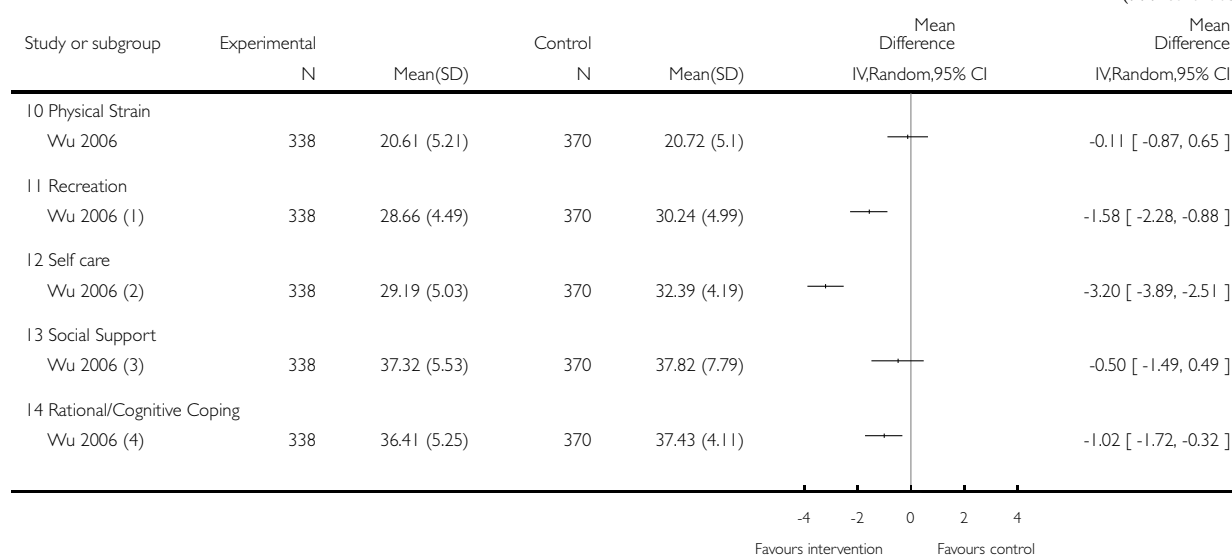 Mean Mean
Study or subgroup Experimental Control Difference Difference
N Mean(SD) N Mean(SD) IV,Random,95% CI IV,Random,95% CI
10 Physical Strain
Wu 2006 338 20.61 (5.21) 370 20.72 (5.1) -0.11 [ -0.87, 0.65 ]
11 Recreation
Wu 2006 (1) 338 28.66 (4.49) 370 30.24 (4.99) -1.58 [ -2.28, -0.88 ]
12 Self care
Wu 2006 (2) 338 29.19 (5.03) 370 32.39 (4.19) -3.20 [ -3.89, -2.51 ]
13 Social Support
Wu 2006 (3) 338 37.32 (5.53) 370 37.82 (7.79) -0.50 [ -1.49, 0.49 ]
14 Rational/Cognitive Coping
Wu 2006 (4) 338 36.41 (5.25) 370 37.43 (4.11) -1.02 [ -1.72, -0.32 ]
-4 -2 0 2 4
Favours intervention Favours control